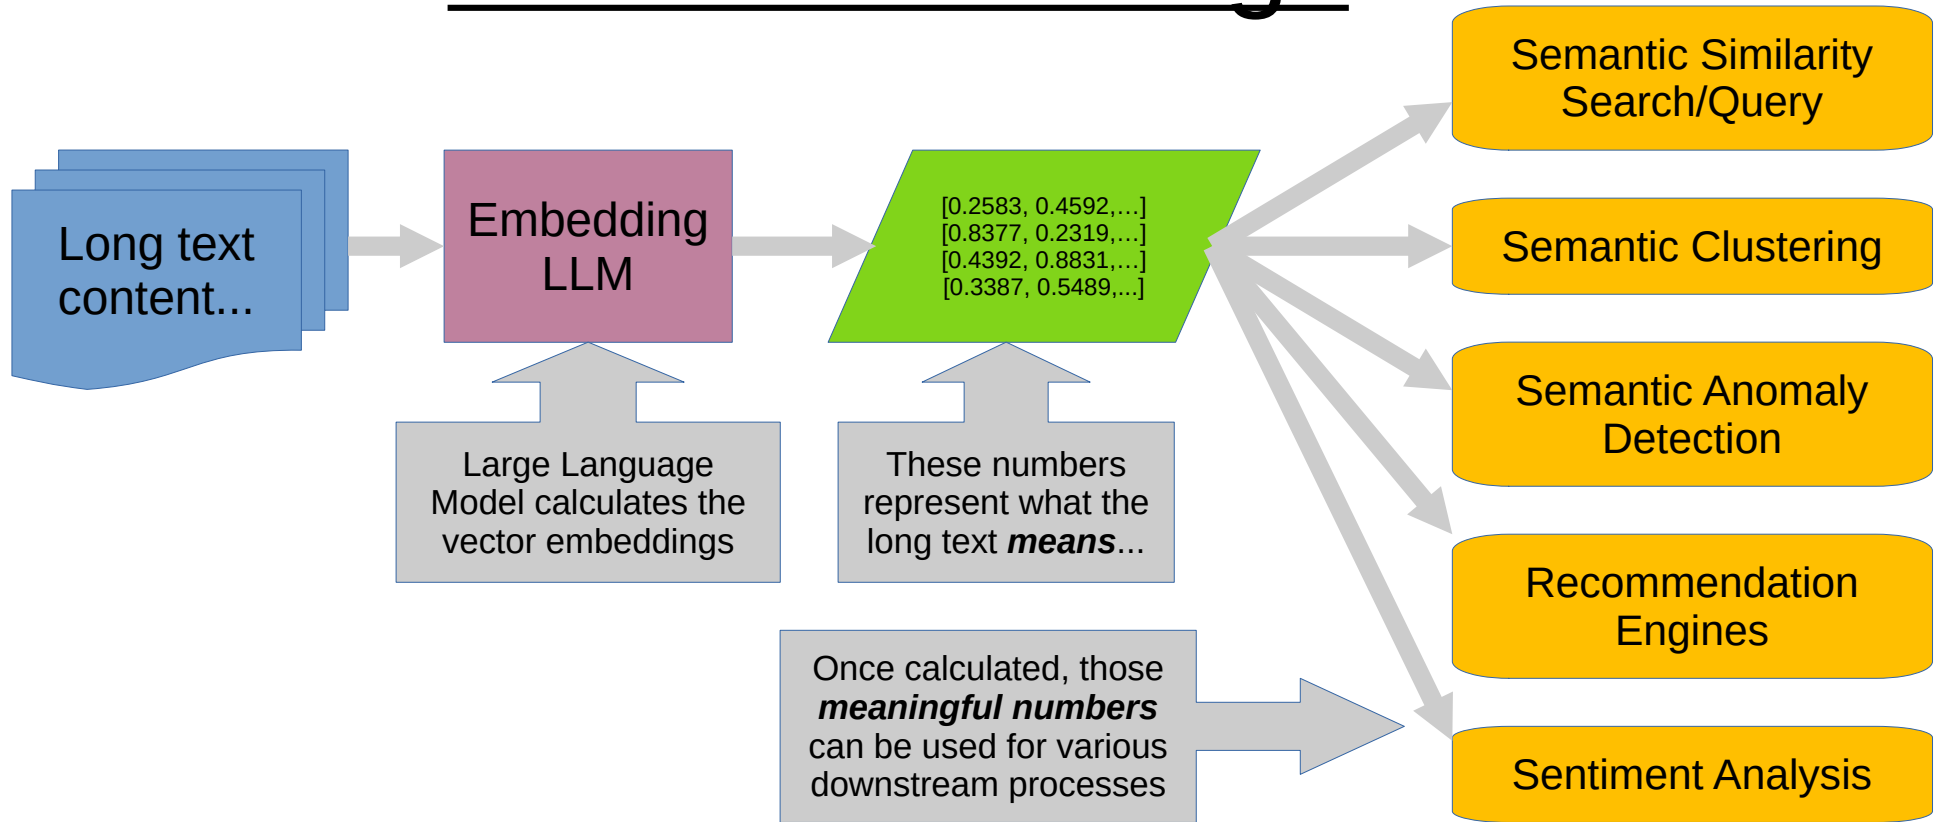 Long text
content...
Embedding
LLM
[0.2583, 0.4592,…]
[0.8377, 0.2319,…]
[0.4392, 0.8831,…]
[0.3387, 0.5489,...]
Large Language
Model calculates the
vector embeddings
These numbers
represent what the
long text means...
Once calculated, those
meaningful numbers
can be used for various
downstream processes
Semantic Similarity
Search/Query
Semantic Clustering
Semantic Anomaly
Detection
Recommendation
Engines
Sentiment Analysis